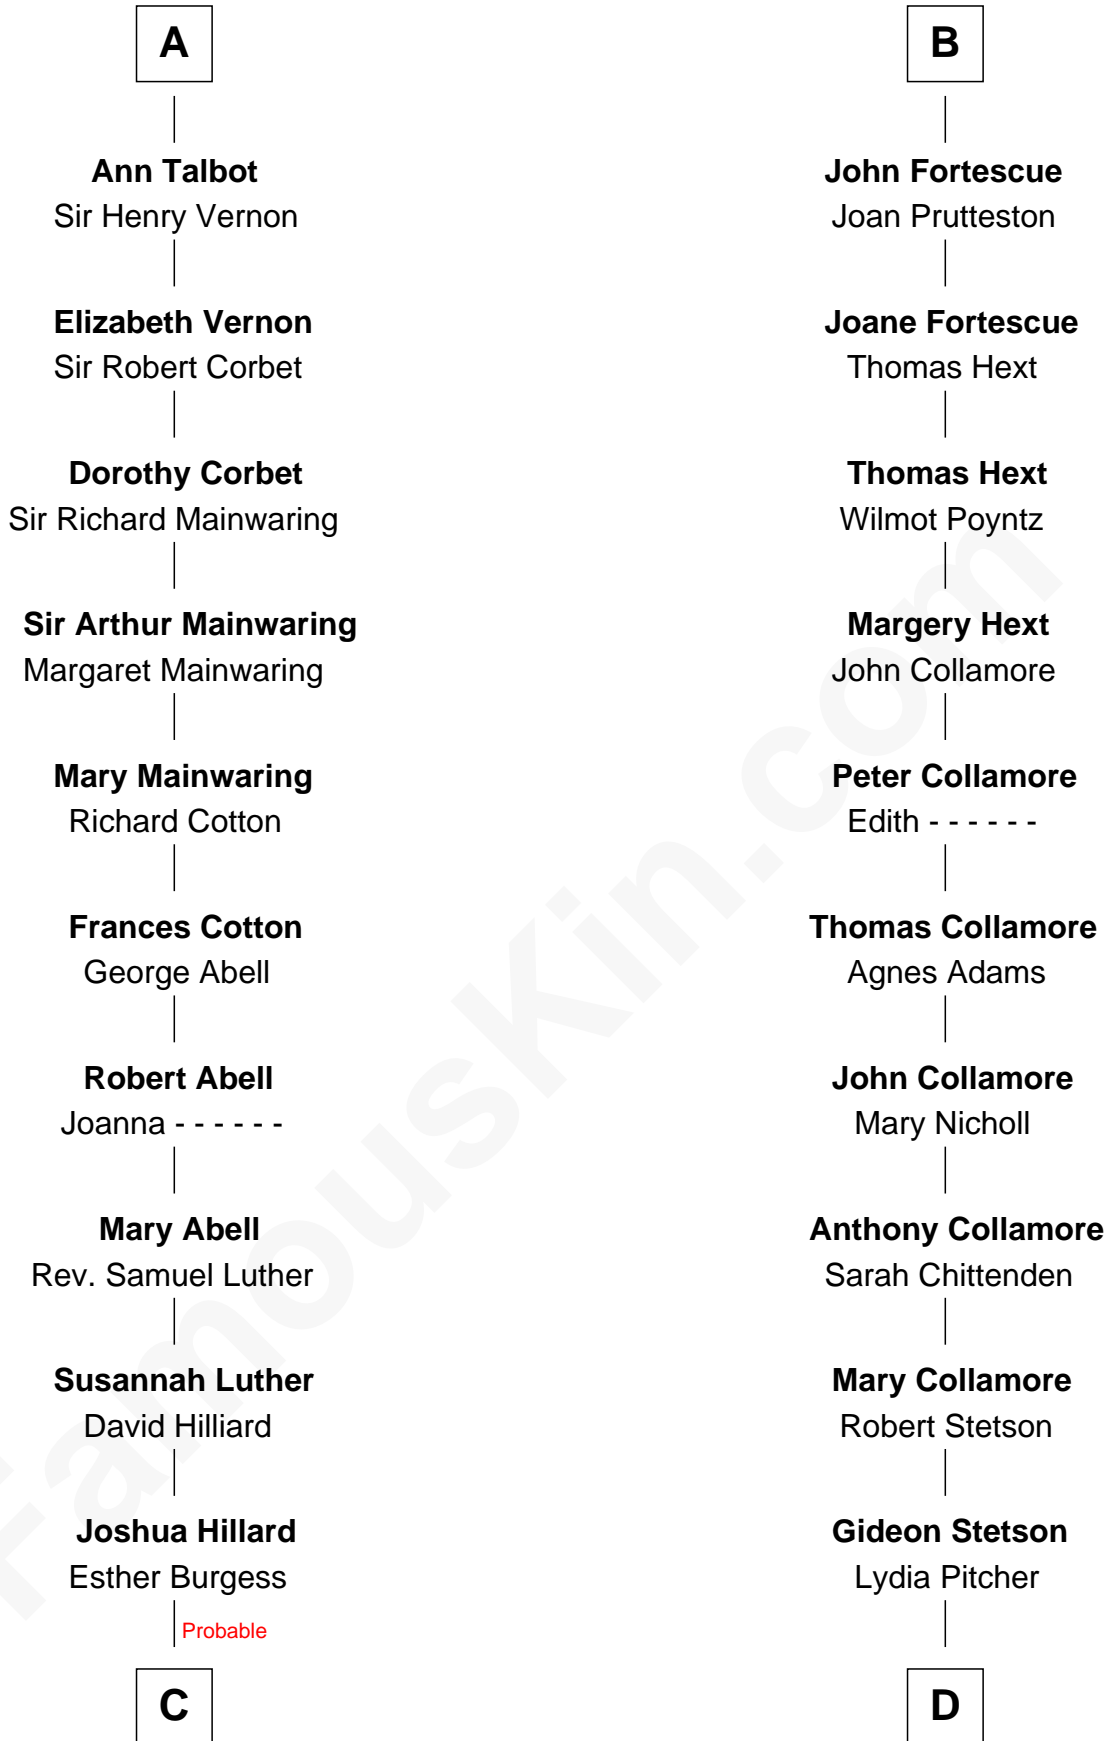 A
Ann Talbot
Sir Henry Vernon
Elizabeth Vernon
Sir Robert Corbet
Dorothy Corbet
Sir Richard Mainwaring
Sir Arthur Mainwaring
Margaret Mainwaring
Mary Mainwaring
Richard Cotton
Frances Cotton
George Abell
Robert Abell
Joanna - - - - - -
Mary Abell
Rev. Samuel Luther
Susannah Luther
David Hilliard
Joshua Hillard
Esther Burgess
Probable
C
B
John Fortescue
Joan Prutteston
Joane Fortescue
Thomas Hext
Thomas Hext
Wilmot Poyntz
Margery Hext
John Collamore
Peter Collamore
Edith - - - - - -
Thomas Collamore
Agnes Adams
John Collamore
Mary Nicholl
Anthony Collamore
Sarah Chittenden
Mary Collamore
Robert Stetson
Gideon Stetson
Lydia Pitcher
D
FamousKin.com